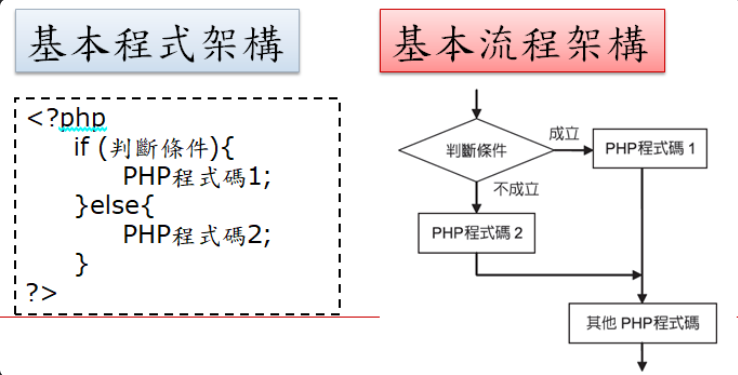 基本程式架構
<?php
if (判斷條件){
PHP程式碼1;
}else{
PHP程式碼2;
}
?>
基本流程架構
判斷條件
成立
PHP程式碼 1
不成立
PHP程式碼 2
其他 PHP程式碼